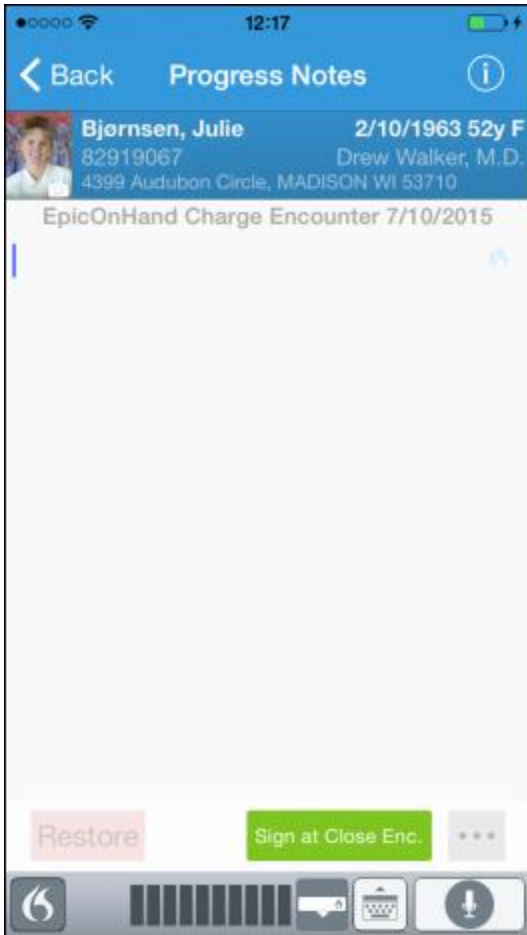 12:17
Back Progress Notes
Bjørnsen, Julie 2/10/1963 52y F
82919067 Drew Walker, M.D.
4399 Audubon Circle, MADISON WI 53710
EpicOnHand Charge Encounter 7/10/2015
Restore Sign at Close Enc.